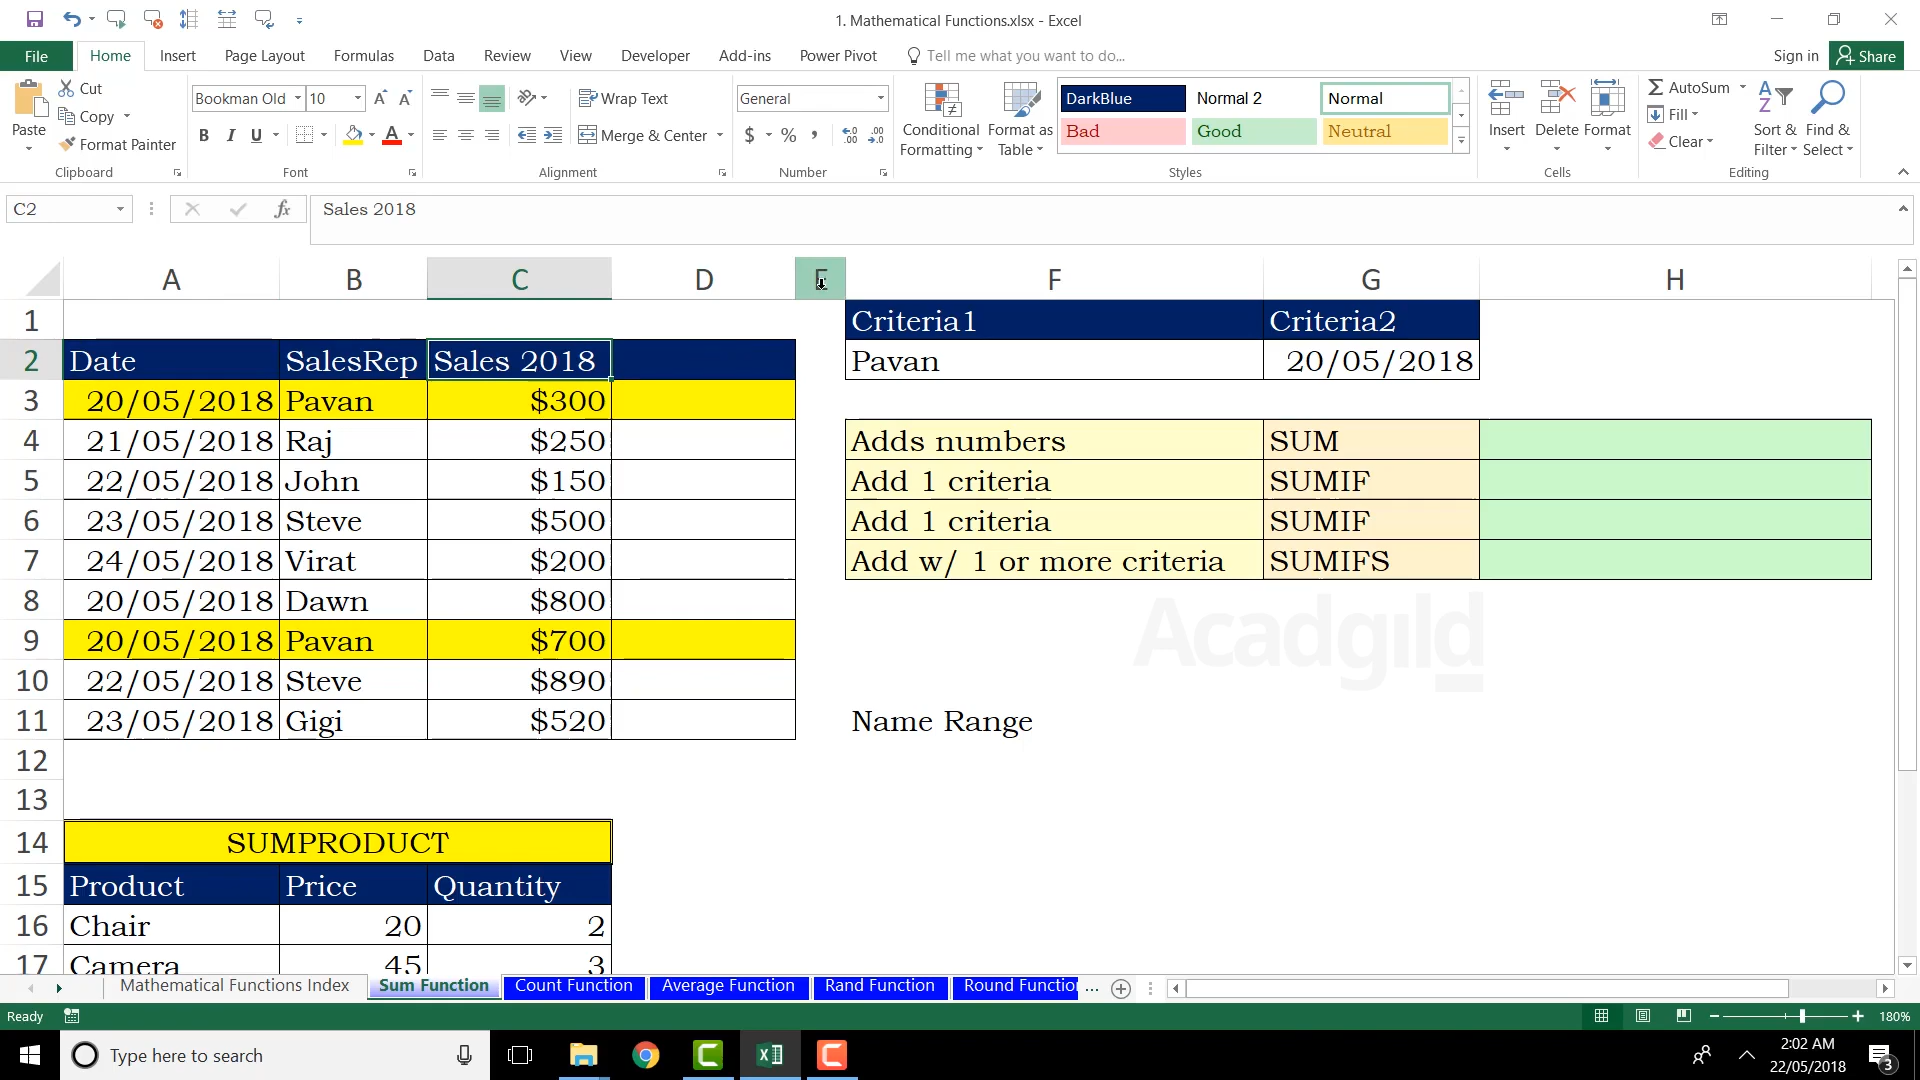 1. Mathematical Functions.xlsx - Excel
File Home Insert Page Layout Formulas Data Review View Developer Add-ins Power Pivot Tell me what you want to do... Sign in Share
Paste
Cut
Copy
Format Painter
Clipboard
Bookman Old 10
B I U
Font
Wrap Text
Merge & Center
Alignment
General
$ % ,
Number
Conditional Formatting
Format as Table
DarkBlue Normal 2 Normal
Bad Good Neutral
Styles
Insert Delete Format
Cells
AutoSum
Fill
Clear
Sort & Filter
Find & Select
Editing
C2 fx Sales 2018
A B C D E F G H
1 Criteria1 Criteria2
2 Date SalesRep Sales 2018 Pavan 20/05/2018
3 20/05/2018 Pavan $300
4 21/05/2018 Raj $250 Adds numbers SUM
5 22/05/2018 John $150 Add 1 criteria SUMIF
6 23/05/2018 Steve $500 Add 1 criteria SUMIF
7 24/05/2018 Virat $200 Add w/ 1 or more criteria SUMIFS
8 20/05/2018 Dawn $800
Acadgild
9 20/05/2018 Pavan $700
10 22/05/2018 Steve $890
11 23/05/2018 Gigi $520 Name Range
12
13
14 SUMPRODUCT
15 Product Price Quantity
16 Chair 20 2
17 Camera 45 3
Mathematical Functions Index Sum Function Count Function Average Function Rand Function Round Functio ...
Ready 180%
Type here to search
2:02 AM
22/05/2018
3